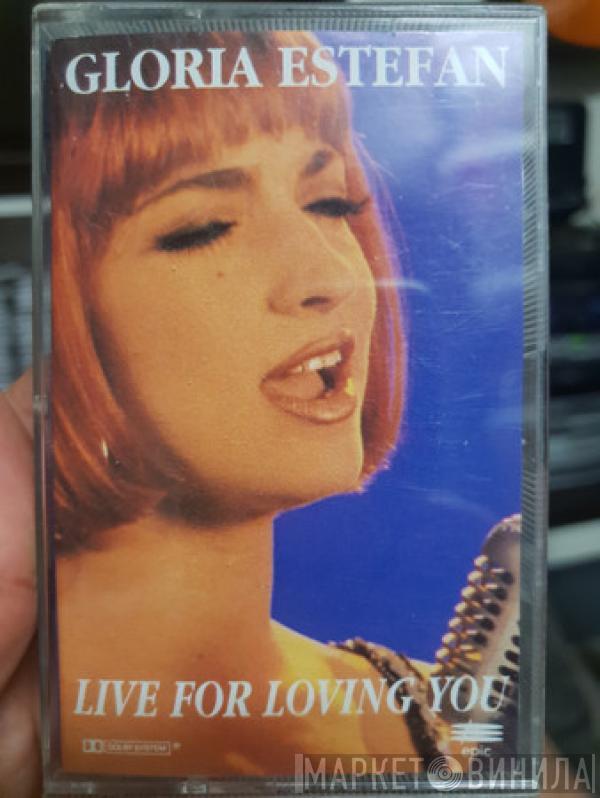 GLORIA ESTEFAN
LIVE FOR LOVING YOU
DOLBY SYSTEM ®
epic
МАРКЕТ ВИНИЛА